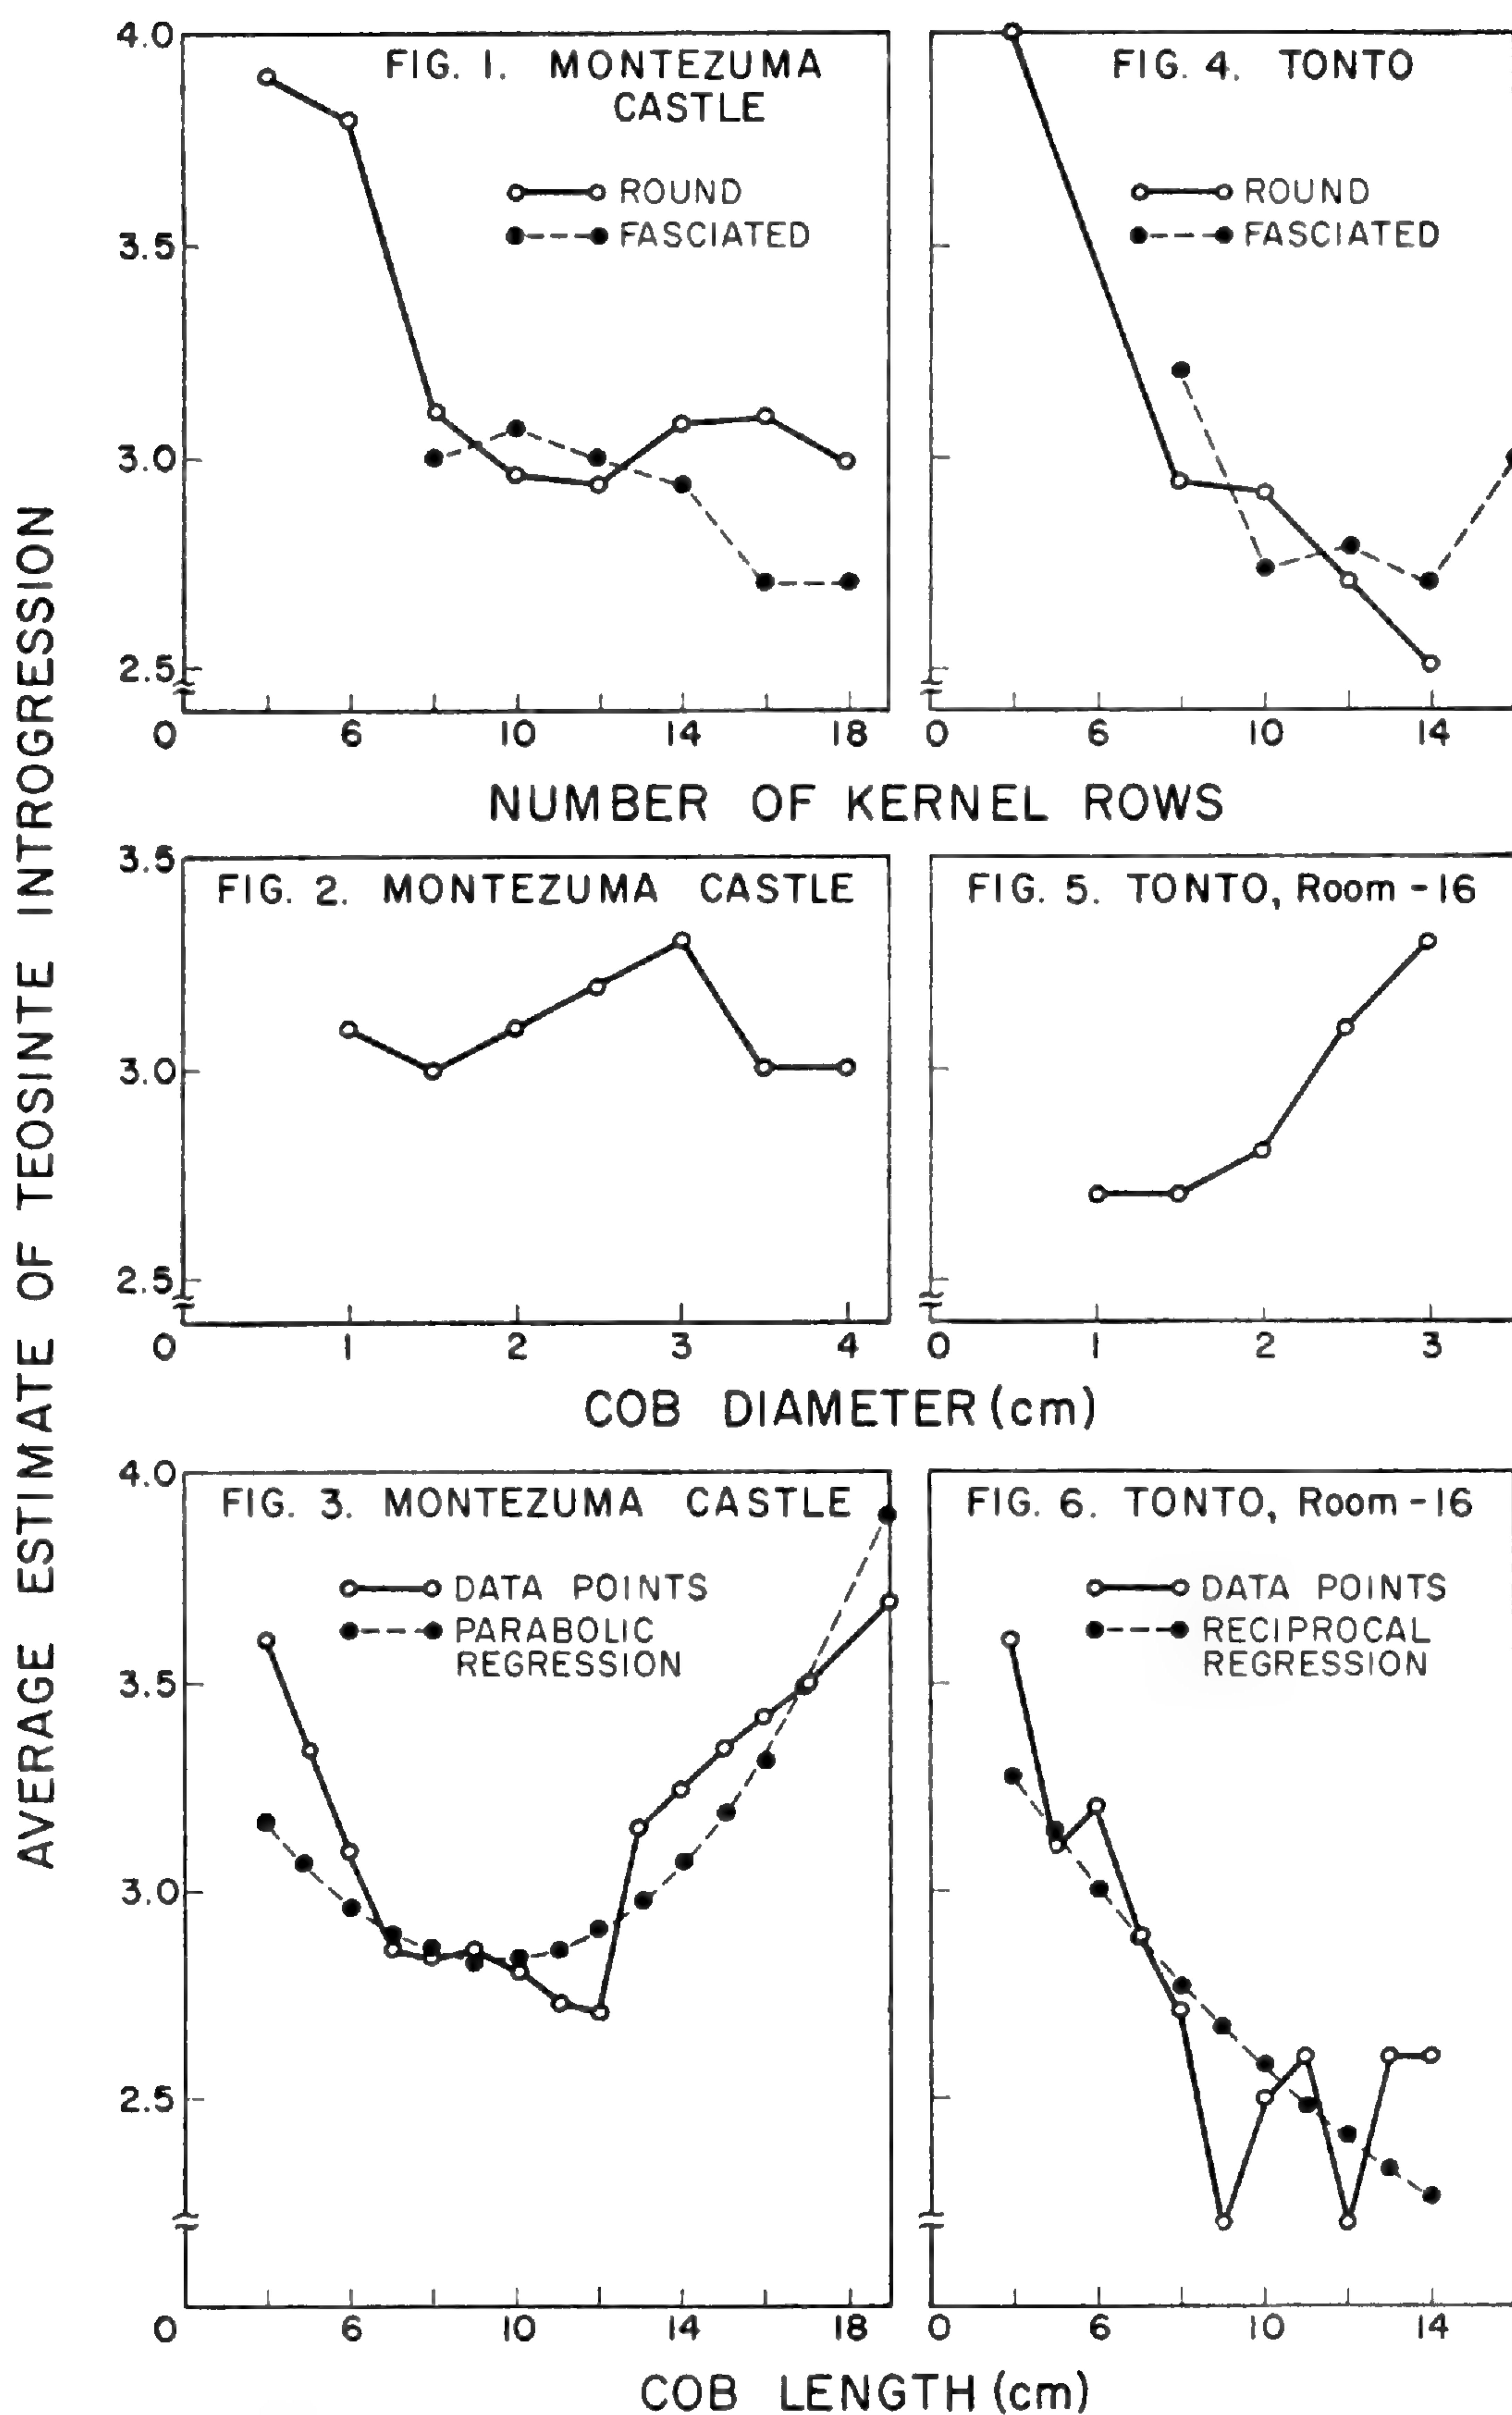 AVERAGE ESTIMATE OF TEOSINTE INTROGRESSION
4.0
3.5
3.0
2.5
FIG. 1. MONTEZUMA
CASTLE
ROUND
FASCIATED
0 6 10 14 18
FIG. 4. TONTO
ROUND
FASCIATED
0 6 10 14
NUMBER OF KERNEL ROWS
3.5
3.0
2.5
FIG. 2. MONTEZUMA CASTLE
0 1 2 3 4
FIG. 5. TONTO, Room-16
0 1 2 3
COB DIAMETER (cm)
4.0
3.5
3.0
2.5
FIG. 3. MONTEZUMA CASTLE
DATA POINTS
PARABOLIC
REGRESSION
0 6 10 14 18
FIG. 6. TONTO, Room-16
DATA POINTS
RECIPROCAL
REGRESSION
0 6 10 14
COB LENGTH (cm)